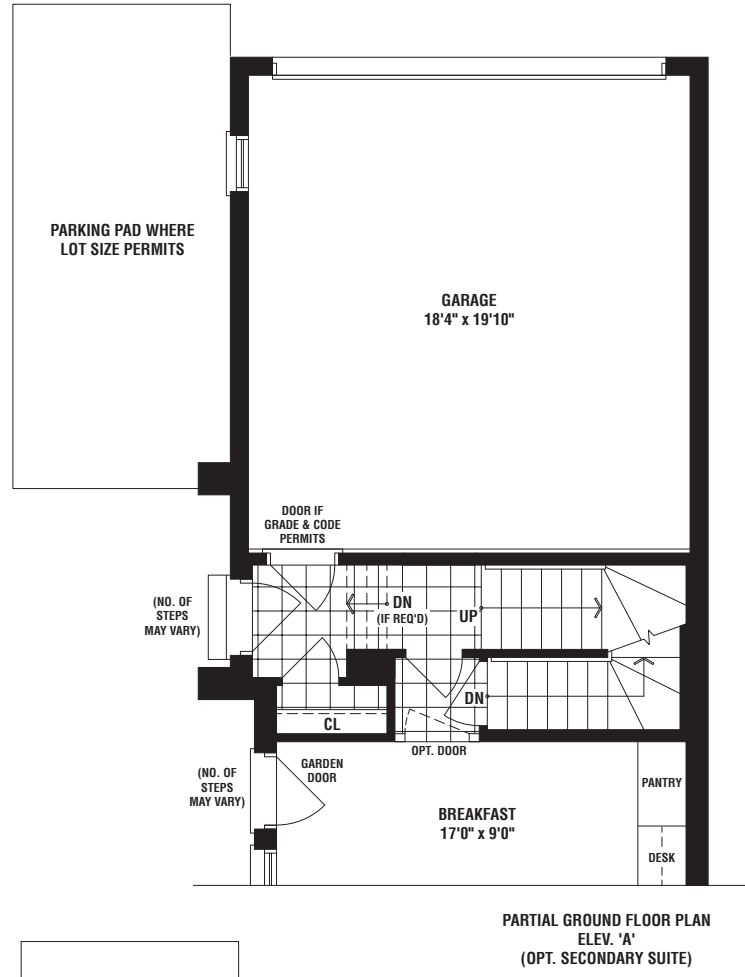 PARKING PAD WHERE
LOT SIZE PERMITS
GARAGE
18'4" x 19'10"
DOOR IF
GRADE & CODE
PERMITS
(NO. OF
STEPS
MAY VARY)
DN
(IF REQ'D)
UP
DN
CL
OPT. DOOR
(NO. OF
STEPS
MAY VARY)
GARDEN
DOOR
BREAKFAST
17'0" x 9'0"
PANTRY
DESK
PARTIAL GROUND FLOOR PLAN
ELEV. 'A'
(OPT. SECONDARY SUITE)